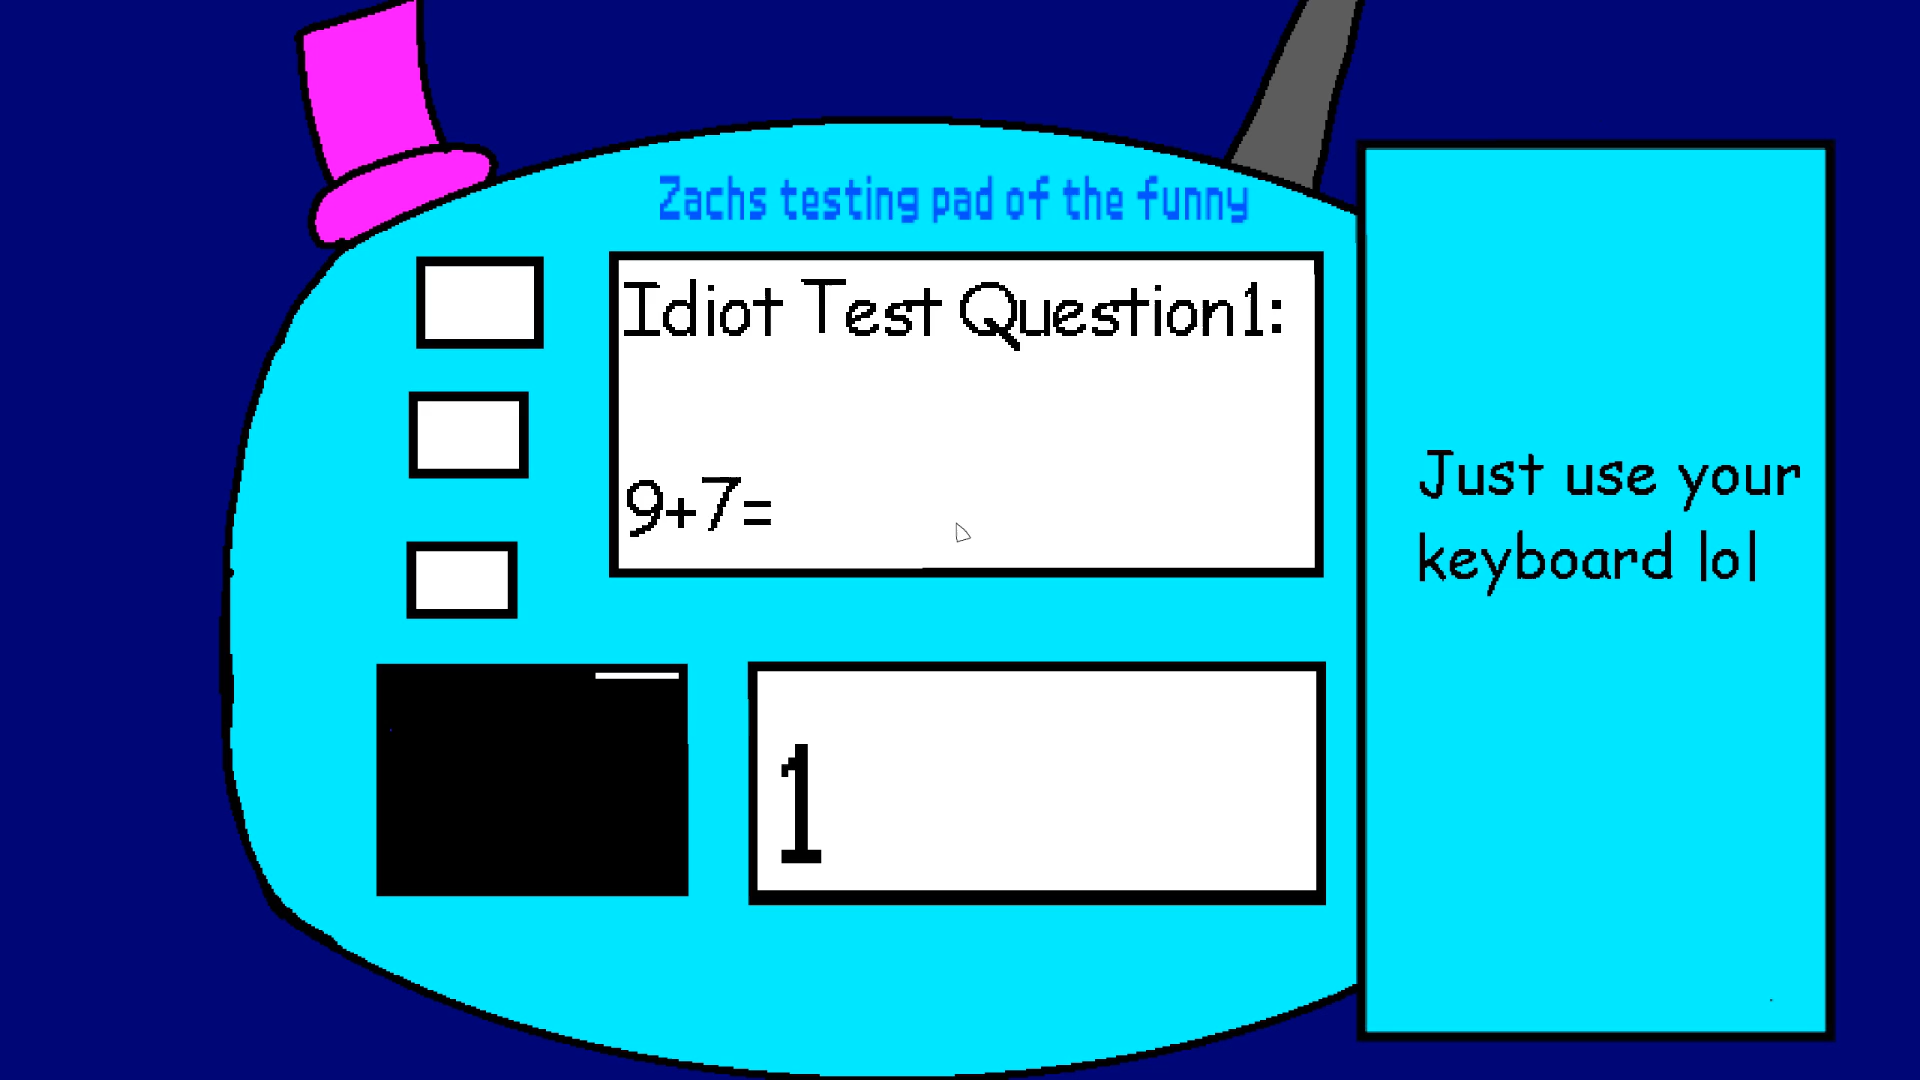 Zachs testing pad of the funny
Idiot Test Question1:
9+7=
1
Just use your
keyboard lol